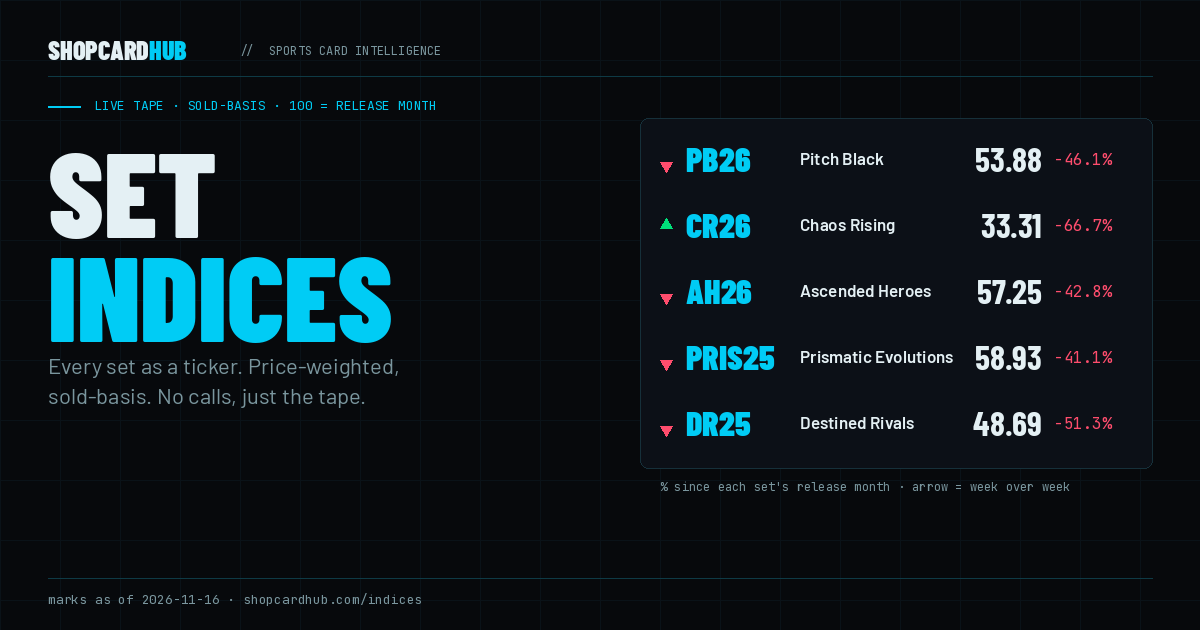 SHOPCARDHUB // SPORTS CARD INTELLIGENCE
LIVE TAPE · SOLD-BASIS · 100 = RELEASE MONTH
SET
INDICES
Every set as a ticker. Price-weighted,
sold-basis. No calls, just the tape.
PB26 Pitch Black 53.88 -46.1%
CR26 Chaos Rising 33.31 -66.7%
AH26 Ascended Heroes 57.25 -42.8%
PRIS25 Prismatic Evolutions 58.93 -41.1%
DR25 Destined Rivals 48.69 -51.3%
% since each set's release month · arrow = week over week
marks as of 2026-11-16 · shopcardhub.com/indices